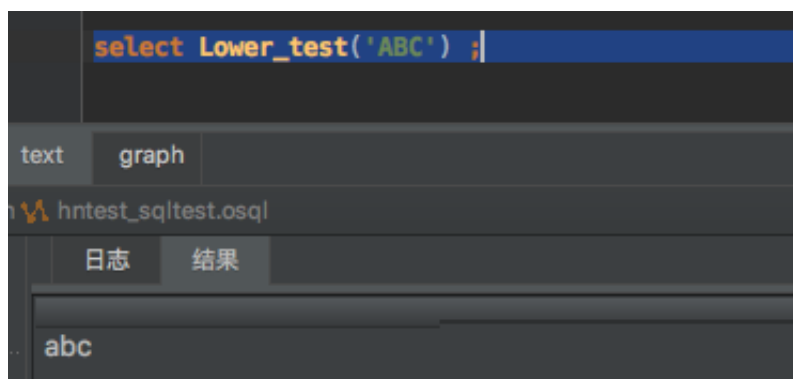 select Lower_test('ABC') ;
text graph
hntest_sqltest.osql
日志 结果
abc